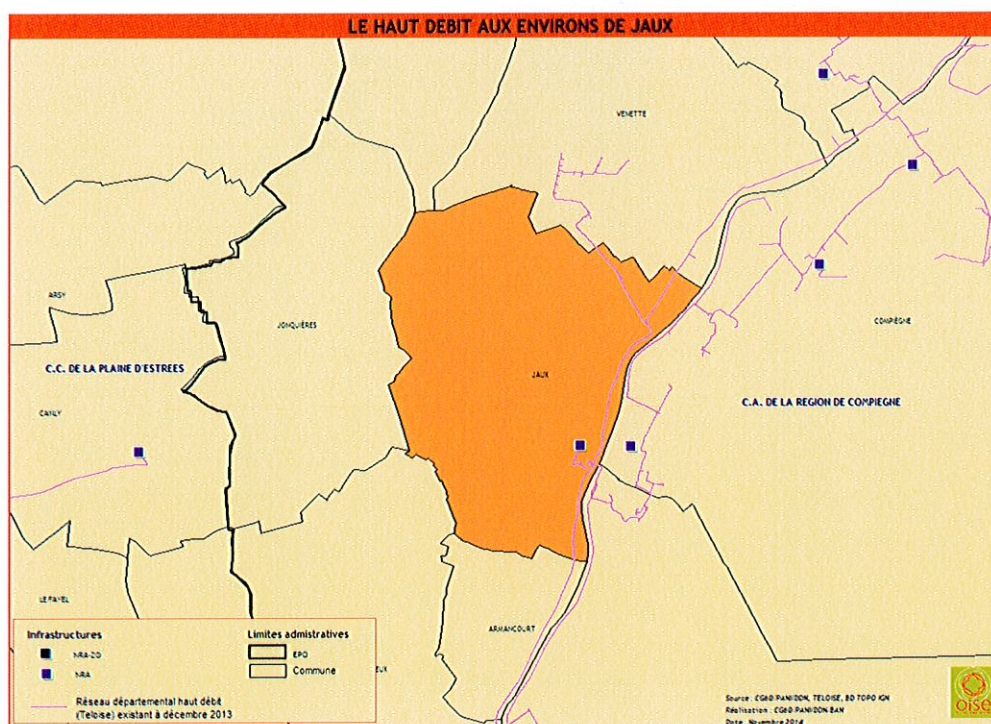 LE HAUT DEBIT AUX ENVIRONS DE JAUX
VENETTE
ARSY
JONQUIÈRES
COMPIÈGNE
C.C. DE LA PLAINE D'ESTREES
JAUX
C.A. DE LA REGION DE COMPIEGNE
CANLY
LE FAYEL
ARMANCOURT
EUX
Infrastructures
NRA-ZO
NRA
Réseau départemental haut débit
(Teloise) existant à décembre 2013
Limites admistratives
EPCI
Commune
Source : CG60/PANIDON, TELOISE, BD TOPO IGN
Réalisation : CG60 PANIDON BAN
Date : Novembre 2014
oise